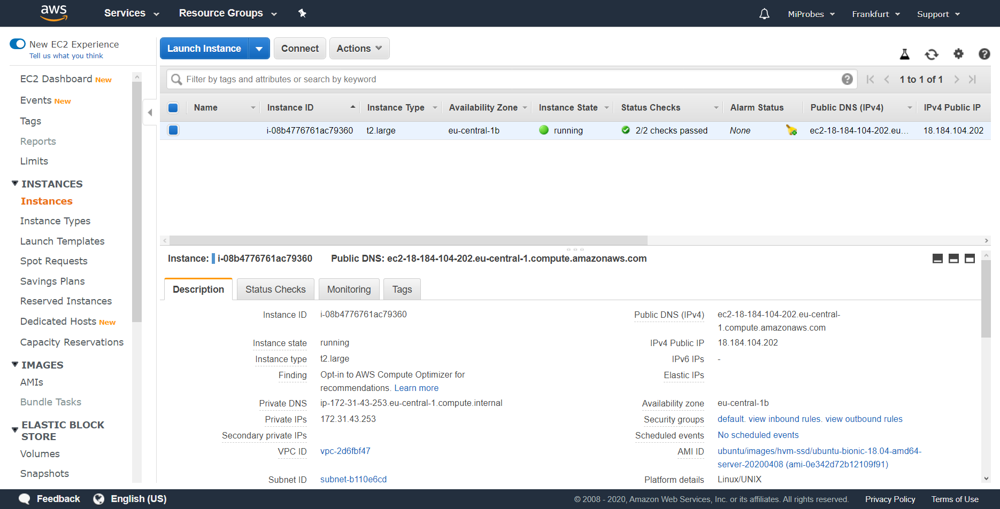 aws Services Resource Groups MiProbes Frankfurt Support
New EC2 Experience
Tell us what you think
EC2 Dashboard New
Events New
Tags
Reports
Limits
INSTANCES
Instances
Instance Types
Launch Templates
Spot Requests
Savings Plans
Reserved Instances
Dedicated Hosts New
Capacity Reservations
IMAGES
AMIs
Bundle Tasks
ELASTIC BLOCK
STORE
Volumes
Snapshots
Launch Instance Connect Actions
Filter by tags and attributes or search by keyword 1 to 1 of 1
Name Instance ID Instance Type Availability Zone Instance State Status Checks Alarm Status Public DNS (IPv4) IPv4 Public IP
i-08b4776761ac79360 t2.large eu-central-1b running 2/2 checks passed None ec2-18-184-104-202.eu... 18.184.104.202
Instance: i-08b4776761ac79360 Public DNS: ec2-18-184-104-202.eu-central-1.compute.amazonaws.com
Description Status Checks Monitoring Tags
Instance ID i-08b4776761ac79360
Instance state running
Instance type t2.large
Finding Opt-in to AWS Compute Optimizer for
recommendations. Learn more
Private DNS ip-172-31-43-253.eu-central-1.compute.internal
Private IPs 172.31.43.253
Secondary private IPs
VPC ID vpc-2d6fbf47
Subnet ID subnet-b110e6cd
Public DNS (IPv4) ec2-18-184-104-202.eu-central-
1.compute.amazonaws.com
IPv4 Public IP 18.184.104.202
IPv6 IPs -
Elastic IPs
Availability zone eu-central-1b
Security groups default. view inbound rules. view outbound rules
Scheduled events No scheduled events
AMI ID ubuntu/images/hvm-ssd/ubuntu-bionic-18.04-amd64-
server-20200408 (ami-0e342d72b12109f91)
Platform details Linux/UNIX
Feedback English (US) © 2008 - 2020, Amazon Web Services, Inc. or its affiliates. All rights reserved. Privacy Policy Terms of Use